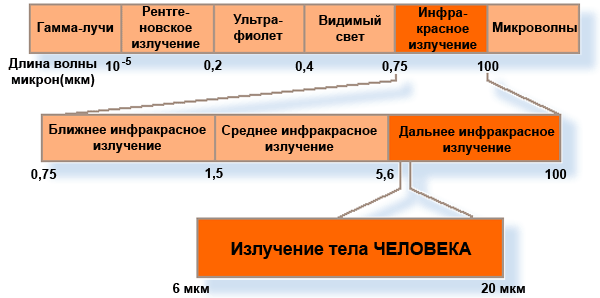 Гамма-лучи
Рентге-
новское
излучение
Ультра-
фиолет
Видимый
свет
Инфра-
красное
излучение
Микроволны
Длина волны
микрон(мкм)
10⁻⁵
0,2
0,4
0,75
100
Ближнее инфракрасное
излучение
Среднее инфракрасное
излучение
Дальнее инфракрасное
излучение
0,75
1,5
5,6
100
Излучение тела ЧЕЛОВЕКА
6 мкм
20 мкм